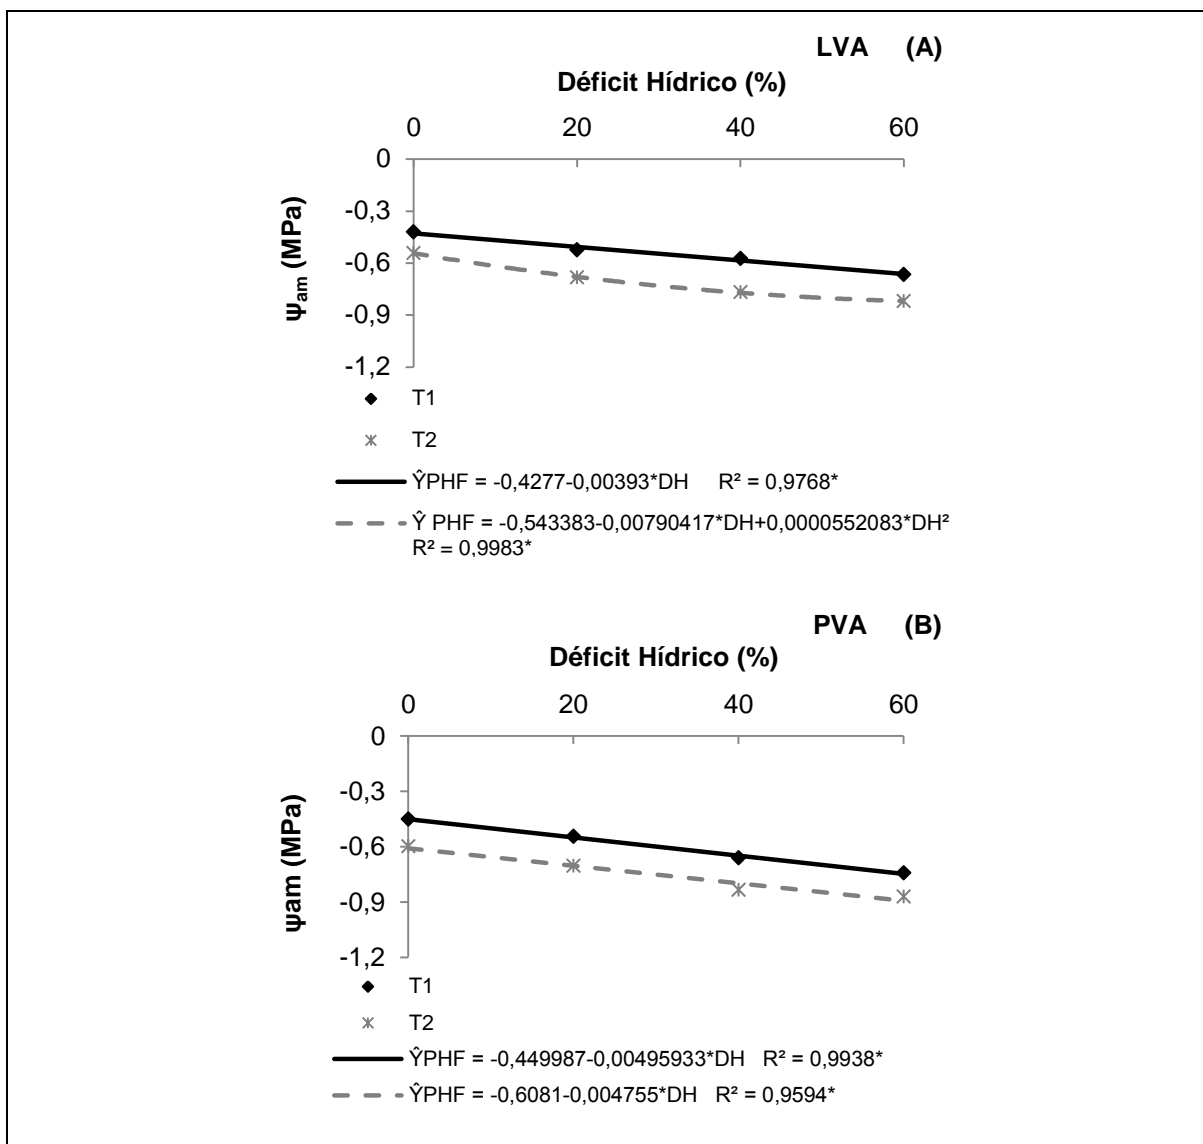 LVA (A)
Déficit Hídrico (%)
0 20 40 60
0
-0,3
-0,6
-0,9
-1,2
Ψam (MPa)
T1
T2
ŶPHF = -0,4277-0,00393*DH R² = 0,9768*
Ŷ PHF = -0,543383-0,00790417*DH+0,0000552083*DH²
R² = 0,9983*
PVA (B)
Déficit Hídrico (%)
0 20 40 60
0
-0,3
-0,6
-0,9
-1,2
Ψam (MPa)
T1
T2
ŶPHF = -0,449987-0,00495933*DH R² = 0,9938*
ŶPHF = -0,6081-0,004755*DH R² = 0,9594*